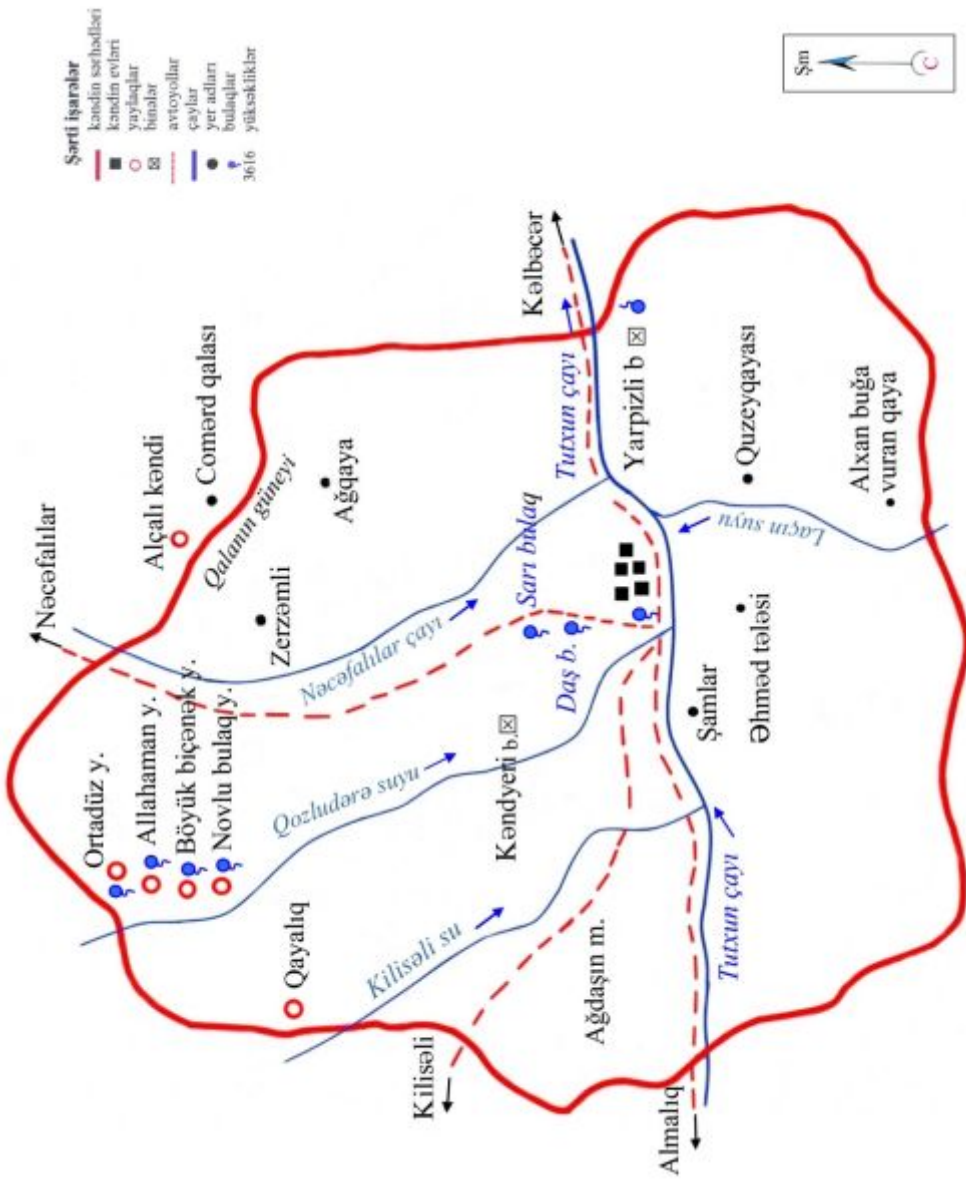 Şərti işarələr
kəndin sərhədləri
kəndin evləri
yaylaqlar
binələr
avtoyollar
çaylar
yer adları
bulaqlar
3616 yüksəkliklər
Şm
C
Nəcəfalılar
Alçalı kəndi
Comərd qalası
Qalanın güneyi
Ağqaya
Zerzəmli
Ortadüz y.
Allahaman y.
Böyük biçənək y.
Novlu bulaq y.
Qayalıq
Nəcəfalılar çayı
Qozludərə suyu
Kilisəli su
Kəndyeri b.
Sarı bulaq
Daş b.
Tutxun çayı
Kəlbəcər
Yarpizli b
Kilisəli
Ağdaşın m.
Almalıq
Tutxun çayı
Şamlar
Əhməd tələsi
Laçın suyu
Quzeyqayası
Alxan buğa
vuran qaya